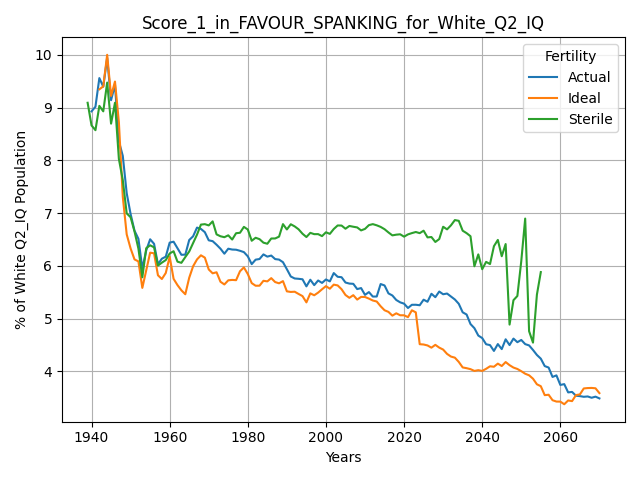 Score_1_in_FAVOUR_SPANKING_for_White_Q2_IQ
Fertility
Actual
Ideal
Sterile
% of White Q2_IQ Population
10
9
8
7
6
5
4
1940 1960 1980 2000 2020 2040 2060
Years